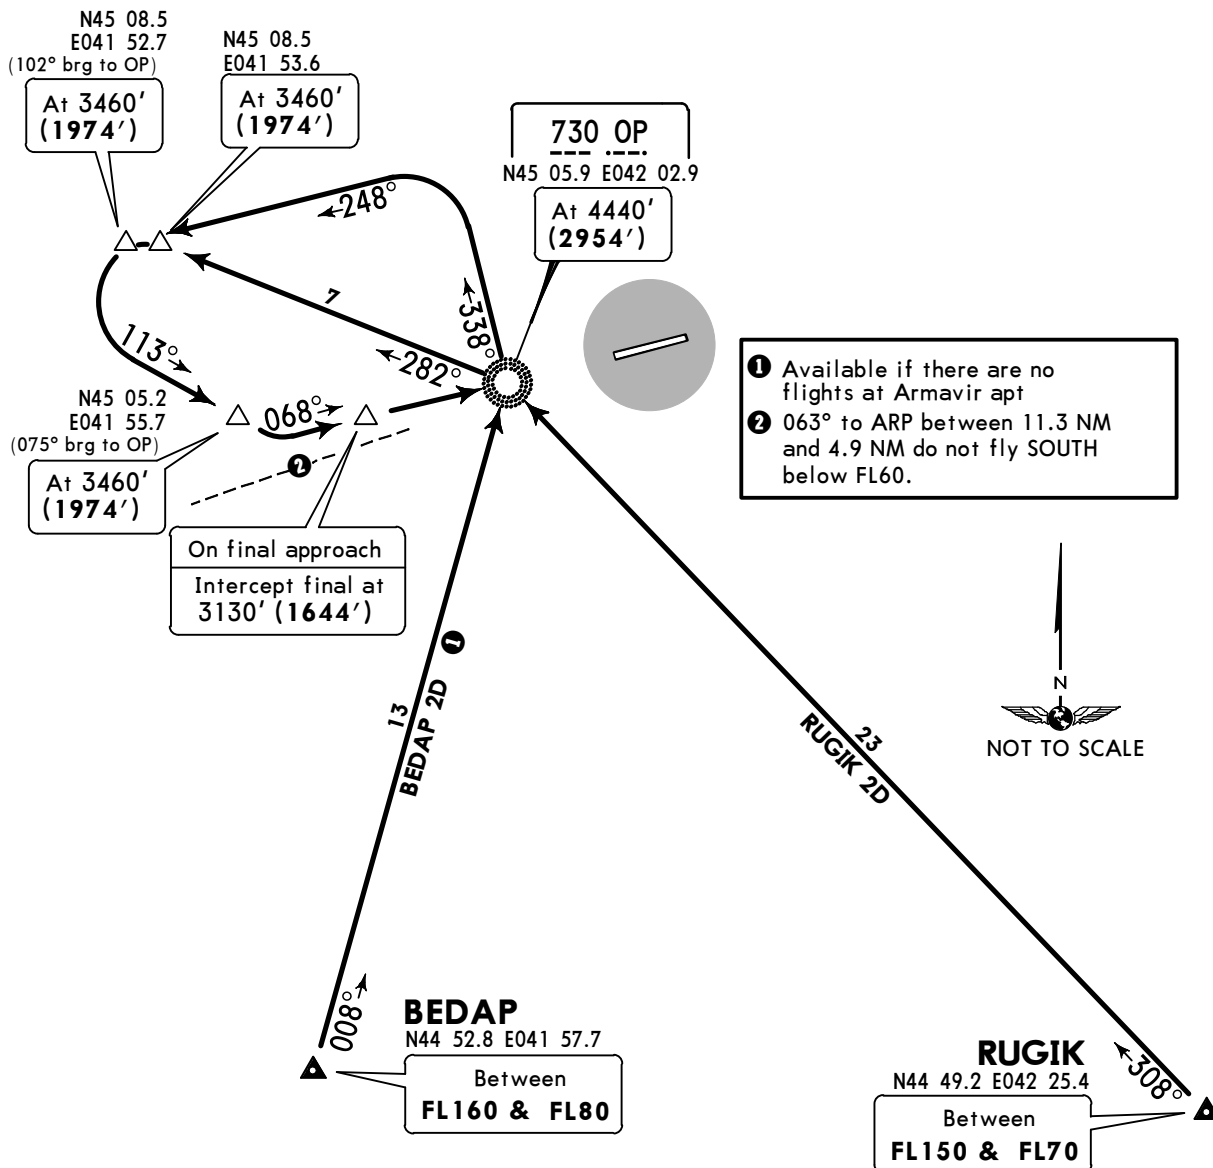 N45 08.5
E041 52.7
(102° brg to OP)
At 3460'
(1974')
N45 08.5
E041 53.6
At 3460'
(1974')
730 OP
N45 05.9 E042 02.9
At 4440'
(2954')
248°
7
338°
282°
113°
N45 05.2
E041 55.7
(075° brg to OP)
At 3460'
(1974')
068°
2
On final approach
Intercept final at
3130' (1644')
1 Available if there are no
flights at Armavir apt
2 063° to ARP between 11.3 NM
and 4.9 NM do not fly SOUTH
below FL60.
N
NOT TO SCALE
1
13
BEDAP 2D
23
RUGIK 2D
008°
BEDAP
N44 52.8 E041 57.7
Between
FL160 & FL80
RUGIK
N44 49.2 E042 25.4
308°
Between
FL150 & FL70